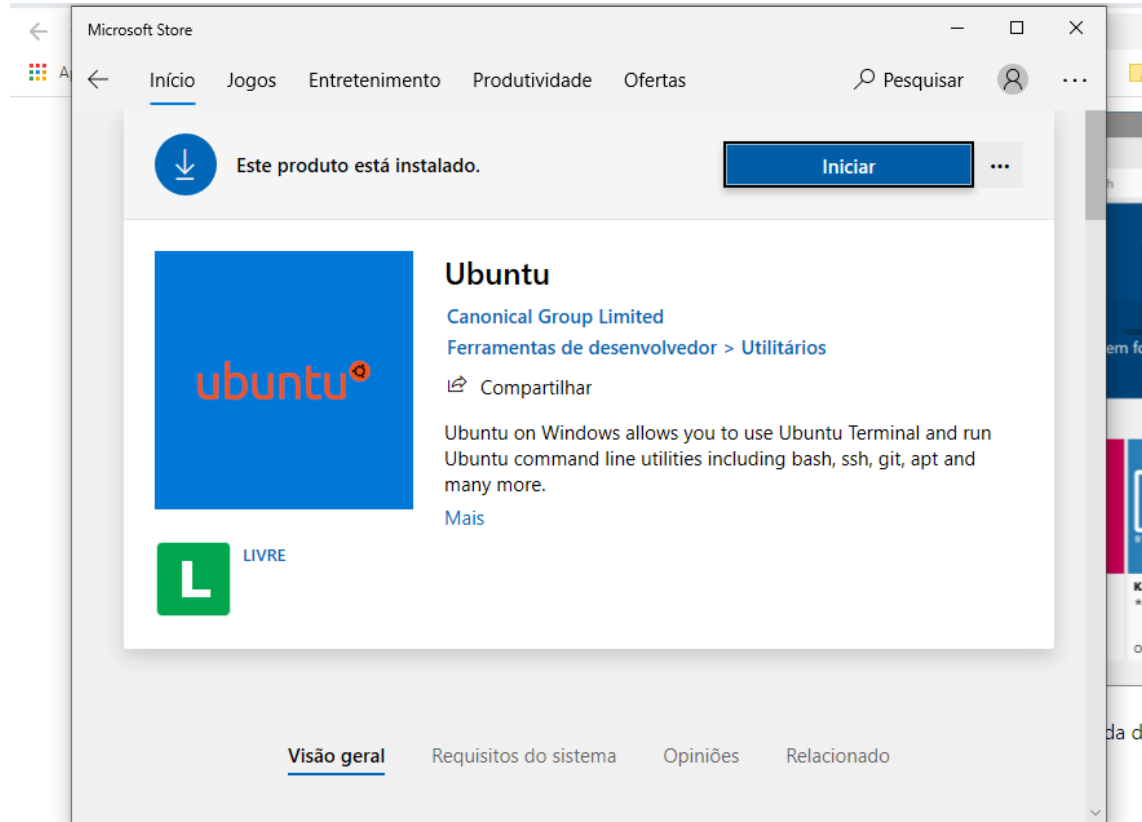 Microsoft Store
Início Jogos Entretenimento Produtividade Ofertas Pesquisar
Este produto está instalado.
Iniciar
Ubuntu
Canonical Group Limited
Ferramentas de desenvolvedor > Utilitários
Compartilhar
ubuntu
Ubuntu on Windows allows you to use Ubuntu Terminal and run
Ubuntu command line utilities including bash, ssh, git, apt and
many more.
Mais
L LIVRE
Visão geral Requisitos do sistema Opiniões Relacionado